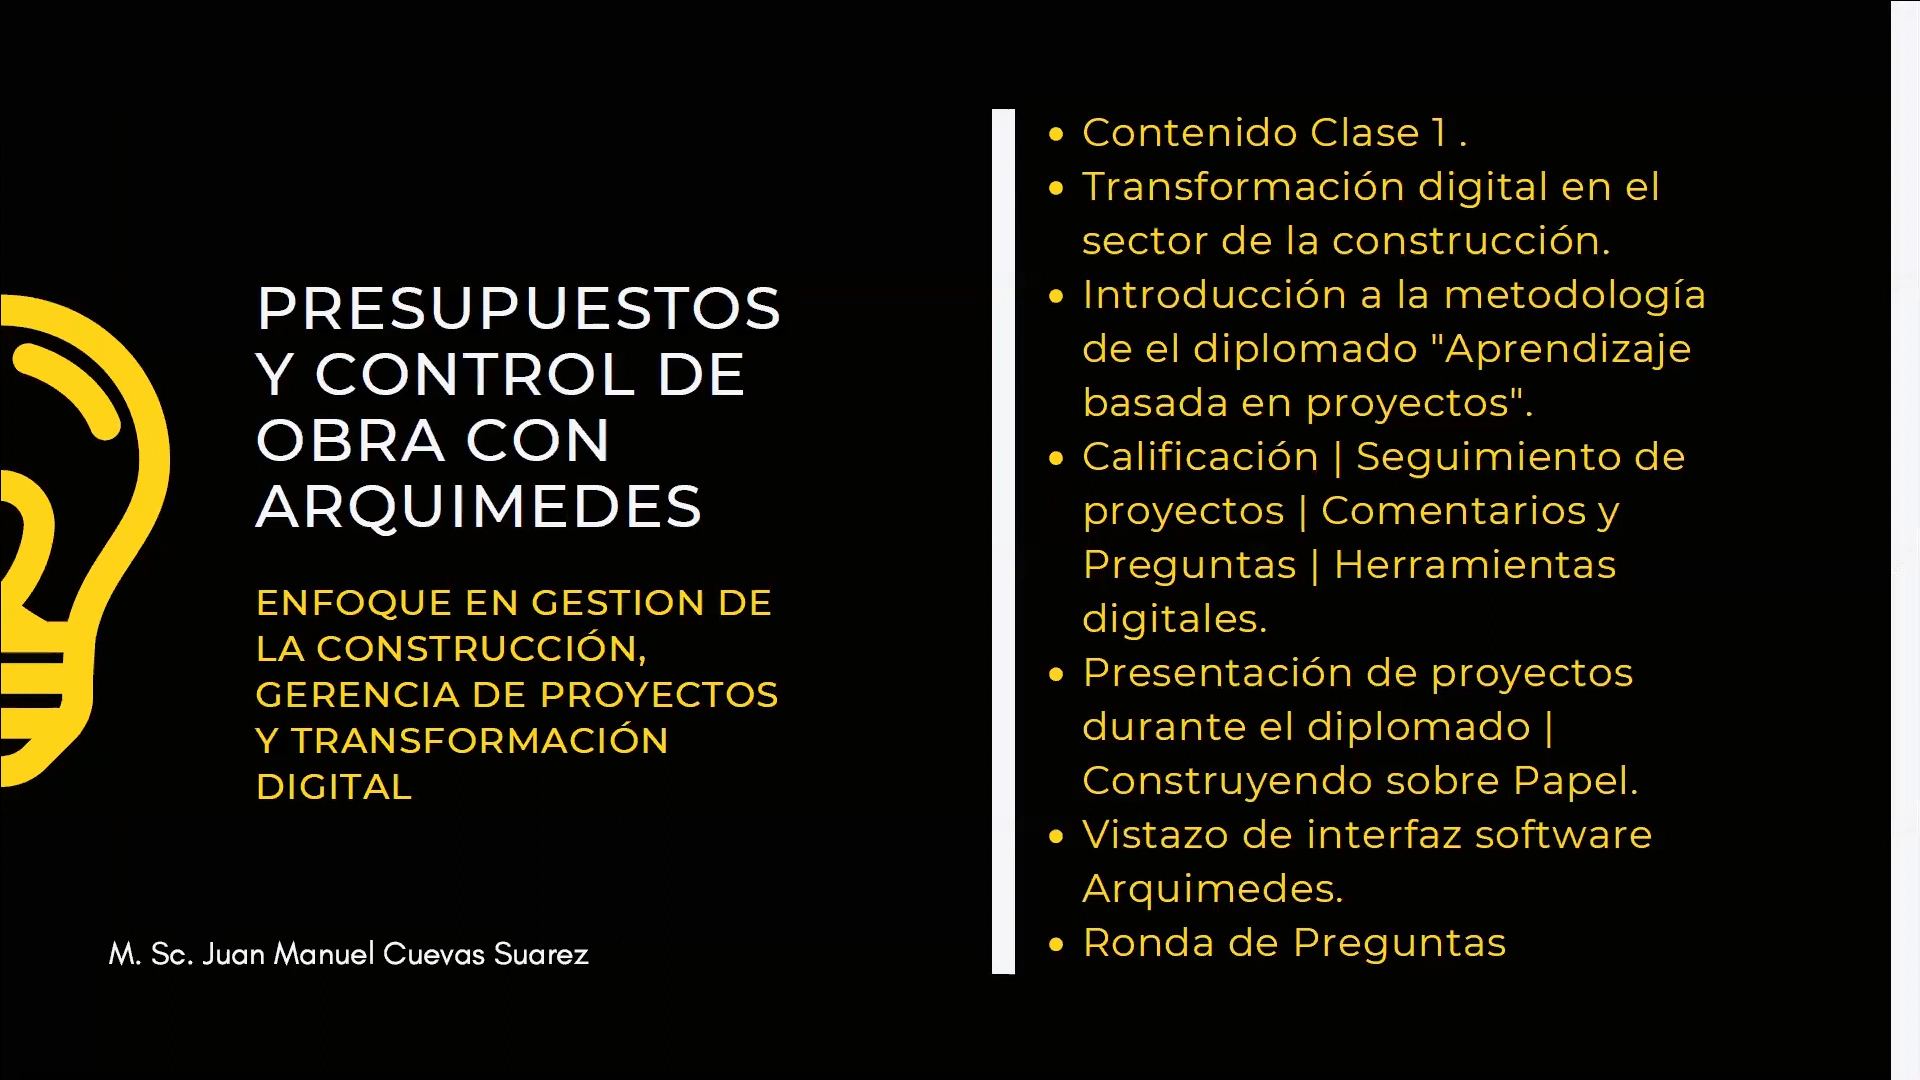 PRESUPUESTOS
Y CONTROL DE
OBRA CON
ARQUIMEDES
ENFOQUE EN GESTION DE
LA CONSTRUCCIÓN,
GERENCIA DE PROYECTOS
Y TRANSFORMACIÓN
DIGITAL
M. Sc. Juan Manuel Cuevas Suarez
• Contenido Clase 1 .
• Transformación digital en el
sector de la construcción.
• Introducción a la metodología
de el diplomado "Aprendizaje
basada en proyectos".
• Calificación | Seguimiento de
proyectos | Comentarios y
Preguntas | Herramientas
digitales.
• Presentación de proyectos
durante el diplomado |
Construyendo sobre Papel.
• Vistazo de interfaz software
Arquimedes.
• Ronda de Preguntas